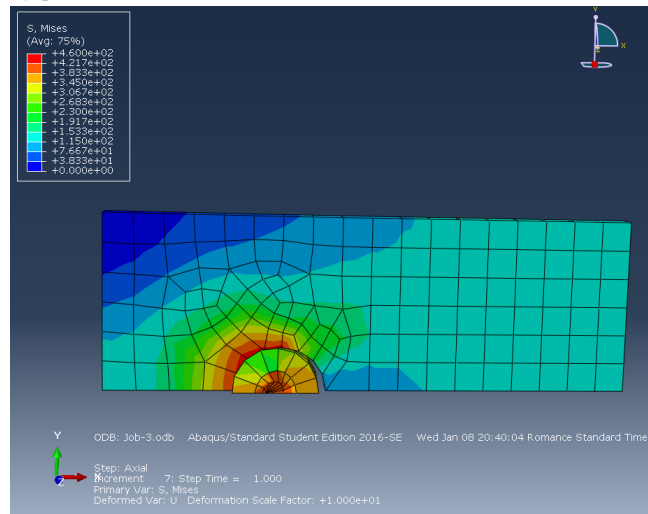 S, Mises
(Avg: 75%)
+4.600e+02
+4.217e+02
+3.833e+02
+3.450e+02
+3.067e+02
+2.683e+02
+2.300e+02
+1.917e+02
+1.533e+02
+1.150e+02
+7.667e+01
+3.833e+01
+0.000e+00
Y
X
Z
Y
X
Z
ODB: Job-3.odb Abaqus/Standard Student Edition 2016-SE Wed Jan 08 20:40:04 Romance Standard Time
Step: Axial
Increment 7: Step Time = 1.000
Primary Var: S, Mises
Deformed Var: U Deformation Scale Factor: +1.000e+01